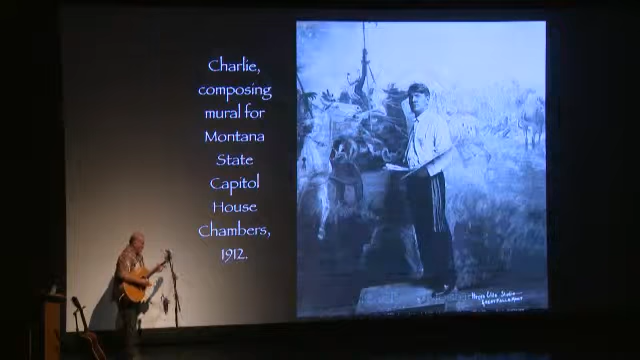 Charlie,
composing
mural for
Montana
State
Capitol
House
Chambers,
1912.